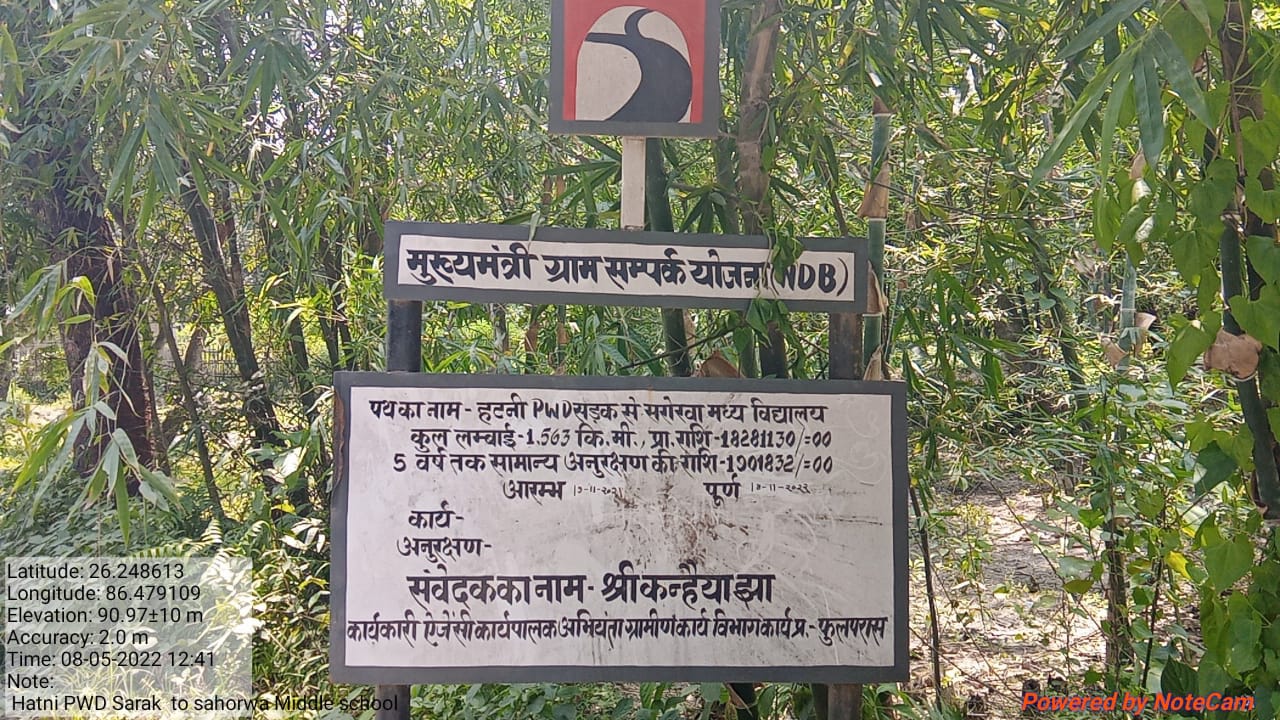 मुख्यमंत्री ग्राम सम्पर्क योजना (NDB)
पथ का नाम - हटनी PWD सड़क से सगोरवा मध्य विद्यालय
कुल लम्बाई - 1.563 कि.मी., प्रा.राशि - 18281130/=00
5 वर्ष तक सामान्य अनुरक्षण की राशि - 1901832/=00
आरम्भ पूर्ण
कार्य -
अनुरक्षण -
संवेदक का नाम - श्री कन्हैया झा
कार्यकारी ऐजेंसी कार्यपालक अभियंता ग्रामीण कार्य विभाग कार्य प्र. - फुलपरास
Latitude: 26.248613
Longitude: 86.479109
Elevation: 90.97±10 m
Accuracy: 2.0 m
Time: 08-05-2022 12:41
Note:
Hatni PWD Sarak to sahorwa Middle school
Powered by NoteCam